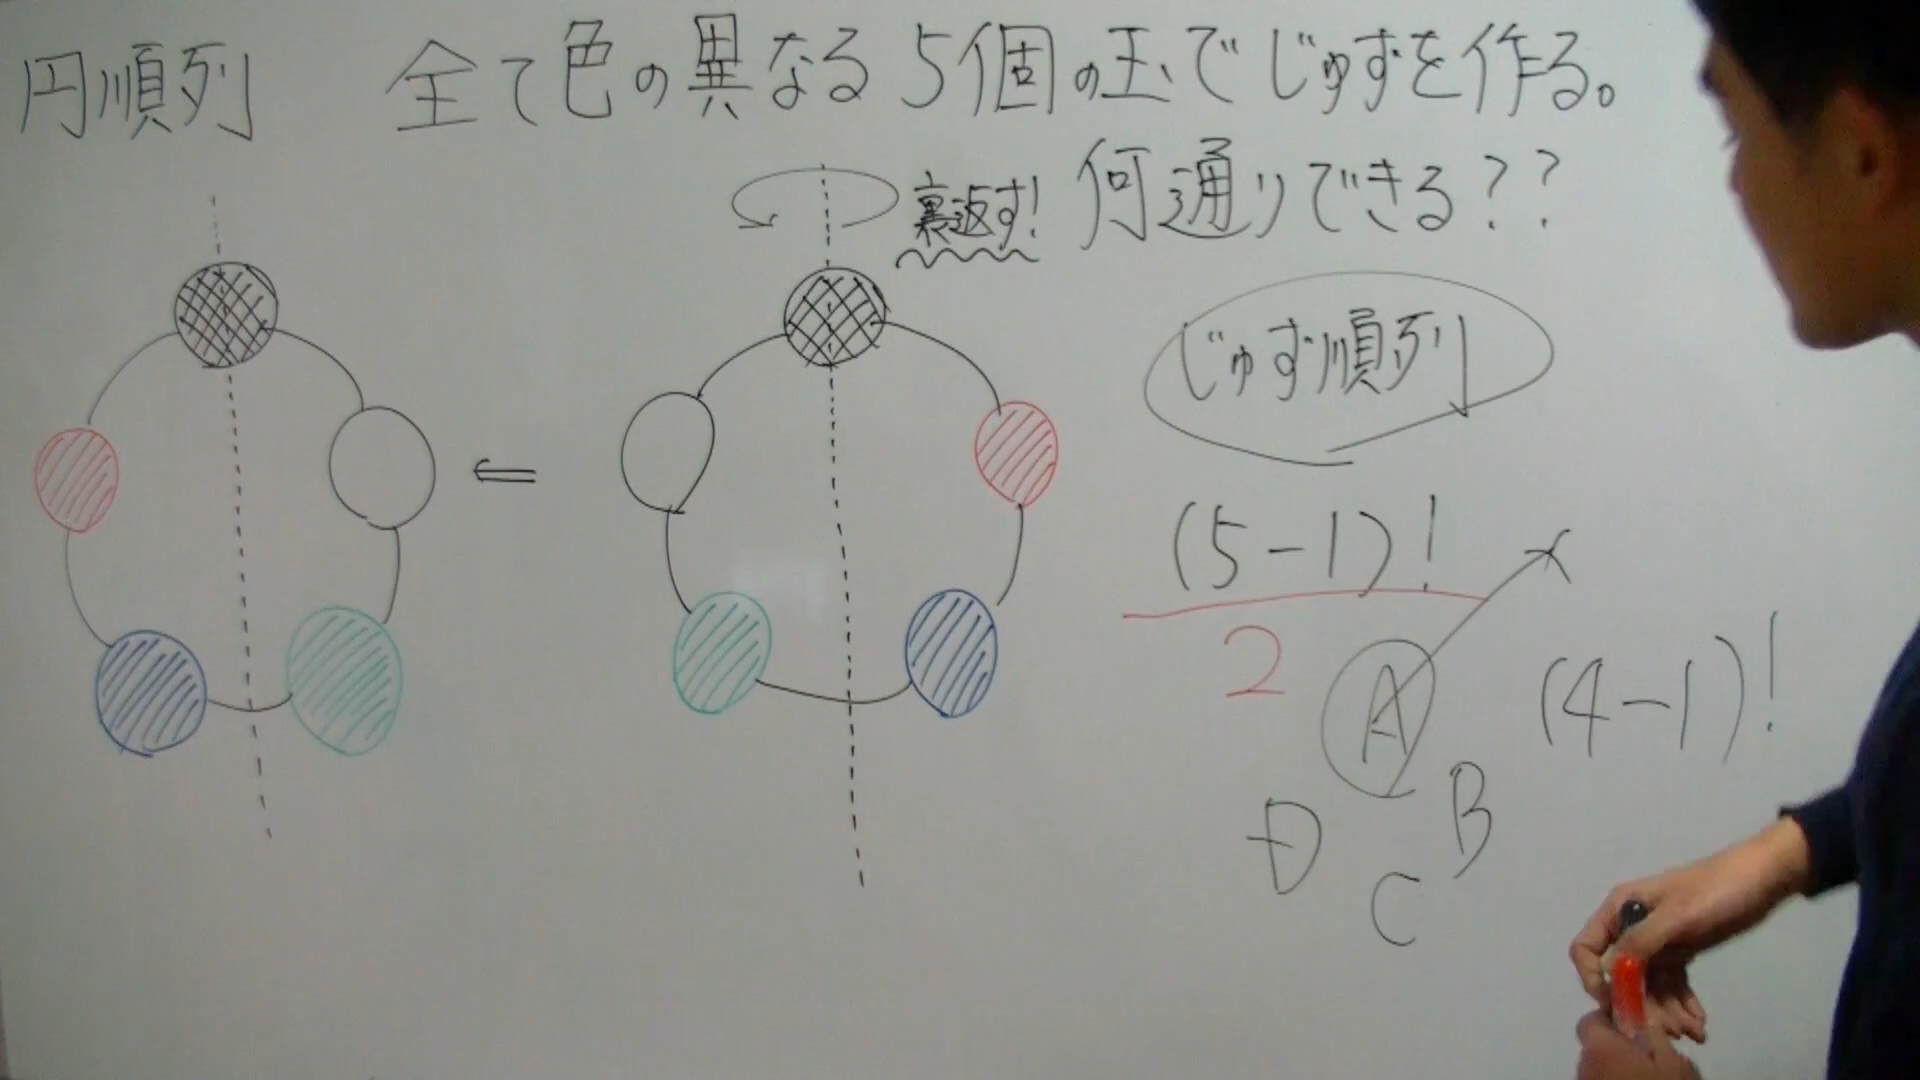 円順列 全て色の異なる5個の玉でじゅずを作る。
裏返す! 何通りできる??
じゅず順列
(5-1)!
2
(4-1)!
A
D B
C